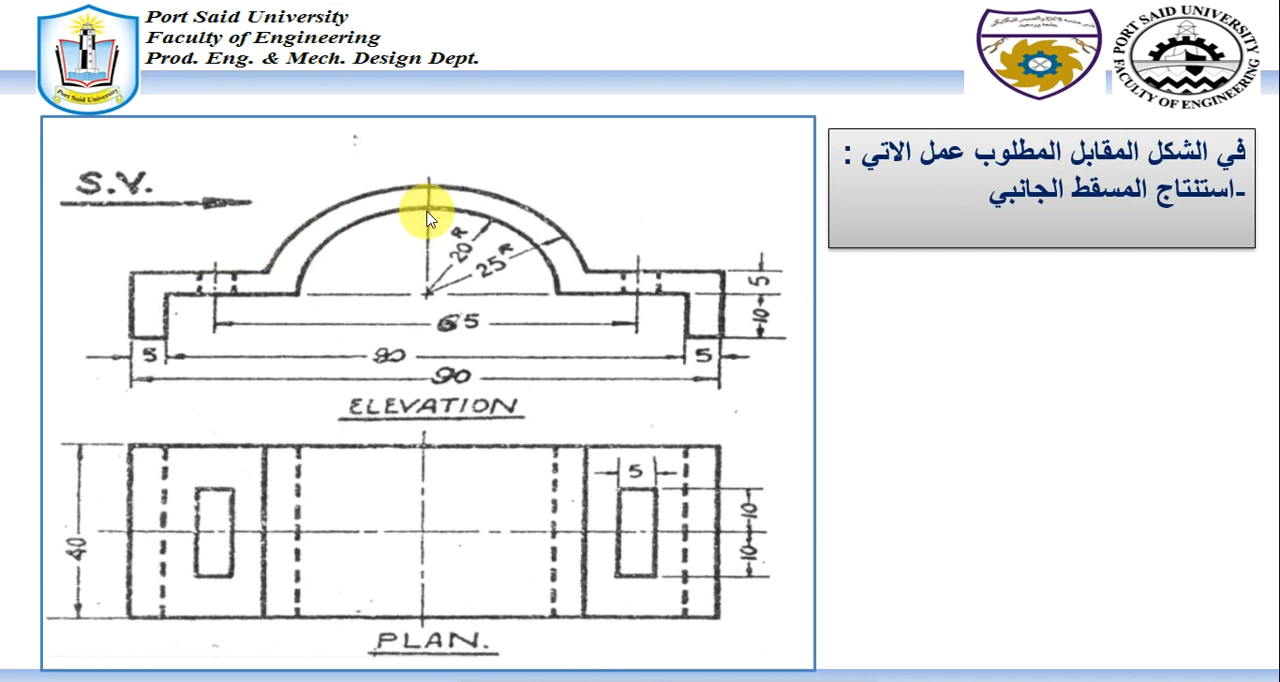 Port Said University
Faculty of Engineering
Prod. Eng. & Mech. Design Dept.
Port Said University
PORT SAID UNIVERSITY
FACULTY OF ENGINEERING
في الشكل المقابل المطلوب عمل الاتي :
-استنتاج المسقط الجانبي
S.V.
20 R
25 R
5
10
65
5
80
5
90
ELEVATION
5
10
10
40
PLAN.